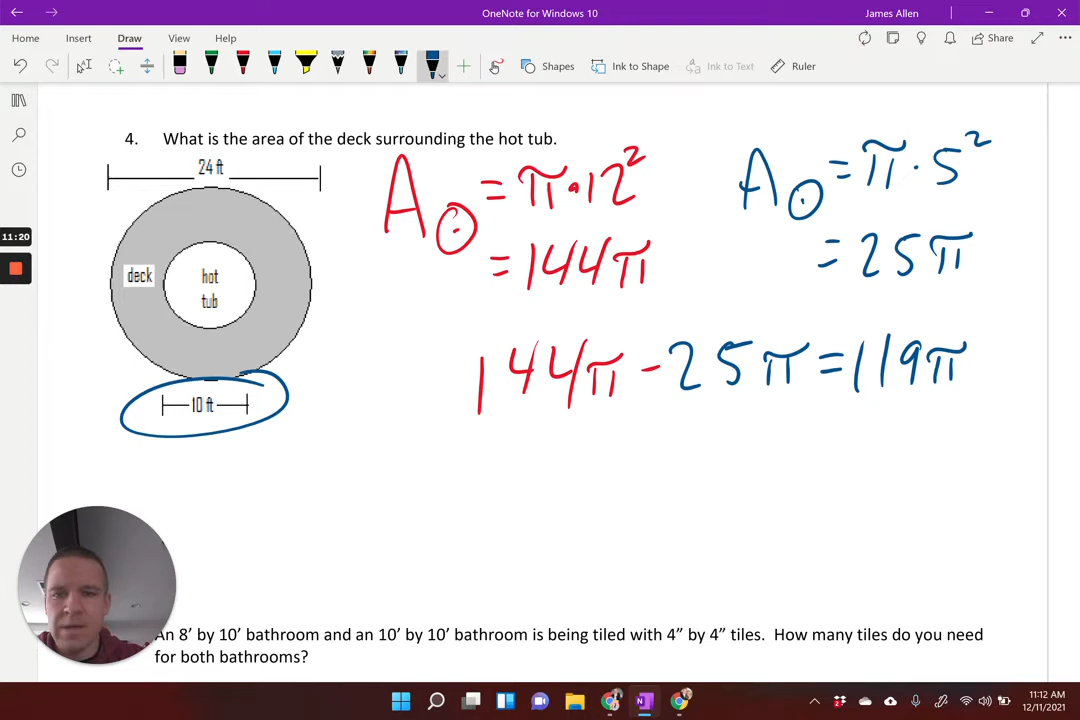 OneNote for Windows 10
James Allen
Home Insert Draw View Help
Share
Shapes
Ink to Shape
Ink to Text
Ruler
4. What is the area of the deck surrounding the hot tub.
24 ft
deck
hot
tub
10 ft
A⊙ = π·12²
= 144π
A⊙ = π·5²
= 25π
144π - 25π = 119π
11:20
An 8’ by 10’ bathroom and an 10’ by 10’ bathroom is being tiled with 4” by 4” tiles. How many tiles do you need
for both bathrooms?
11:12 AM
12/11/2021